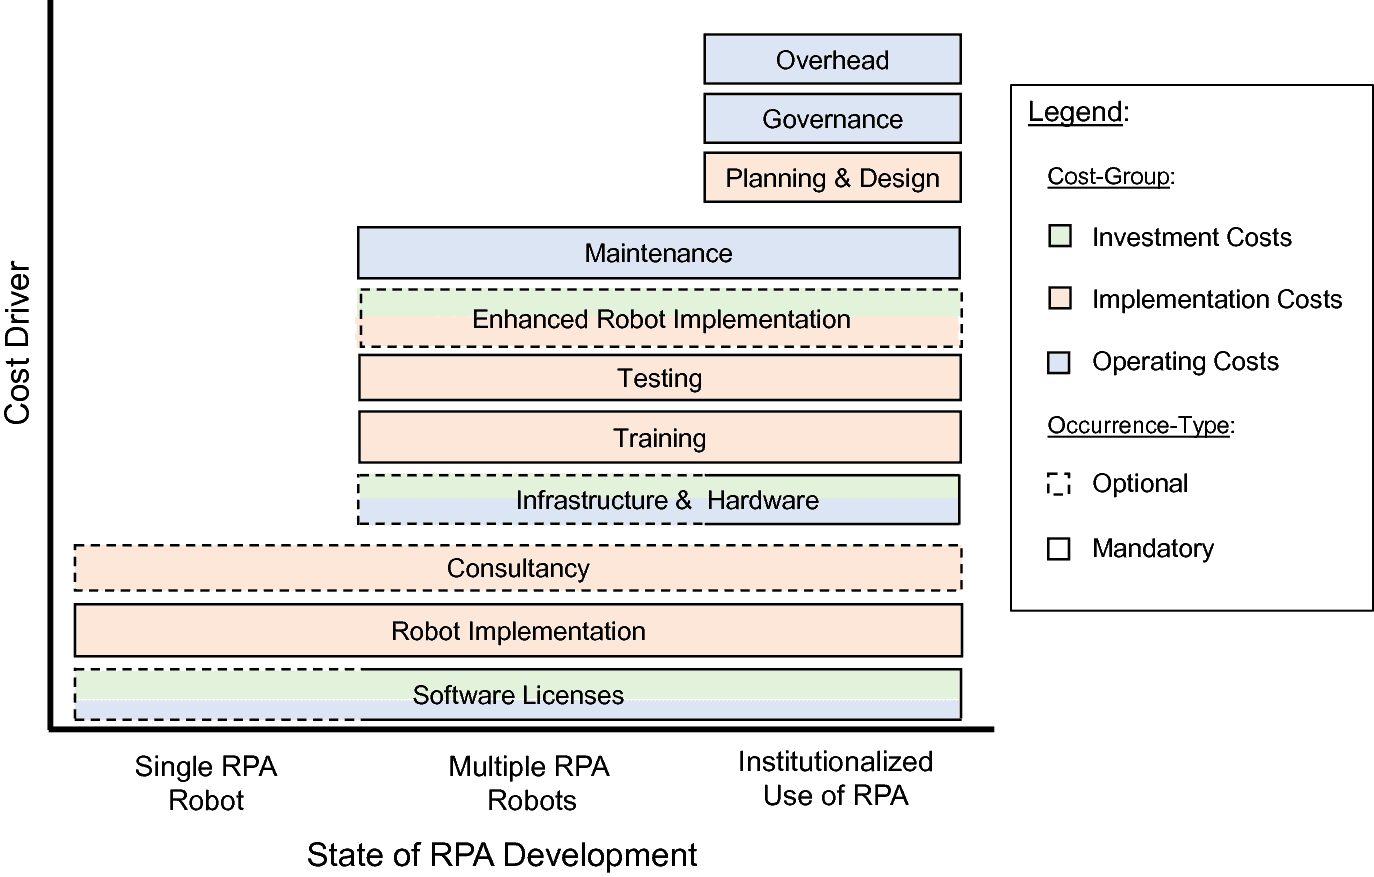 Overhead
Governance
Planning & Design
Maintenance
Enhanced Robot Implementation
Testing
Training
Infrastructure & Hardware
Consultancy
Robot Implementation
Software Licenses
Cost Driver
Single RPA
Robot
Multiple RPA
Robots
Institutionalized
Use of RPA
State of RPA Development
Legend:
Cost-Group:
Investment Costs
Implementation Costs
Operating Costs
Occurrence-Type:
Optional
Mandatory